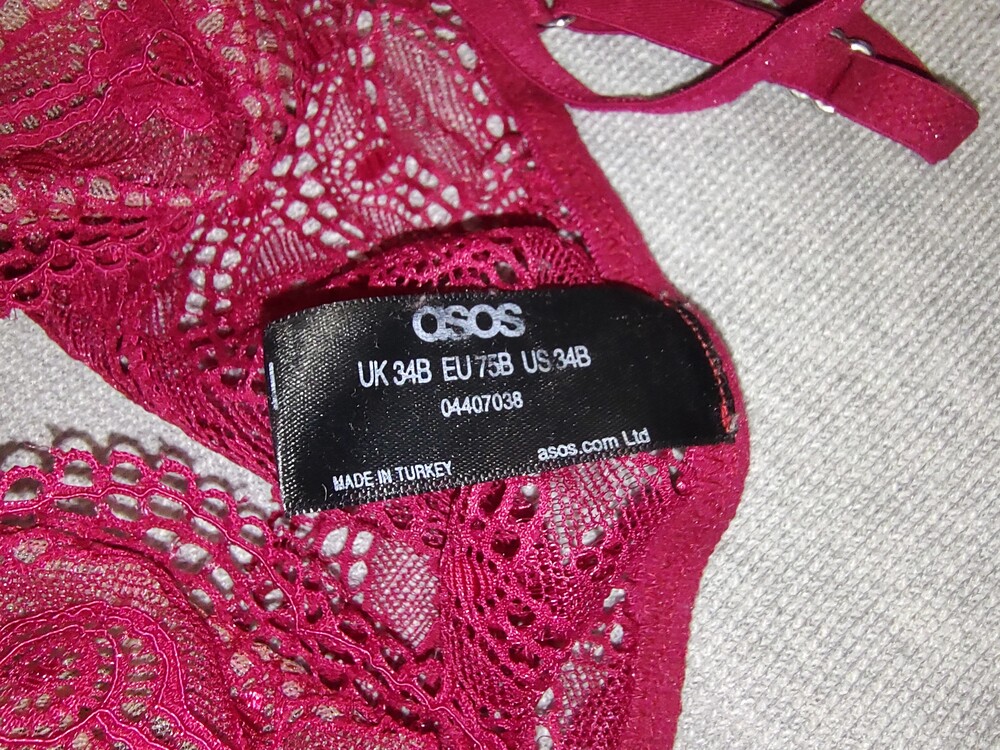 asos
UK 34B EU 75B US 34B
04407038
asos.com Ltd
MADE IN TURKEY